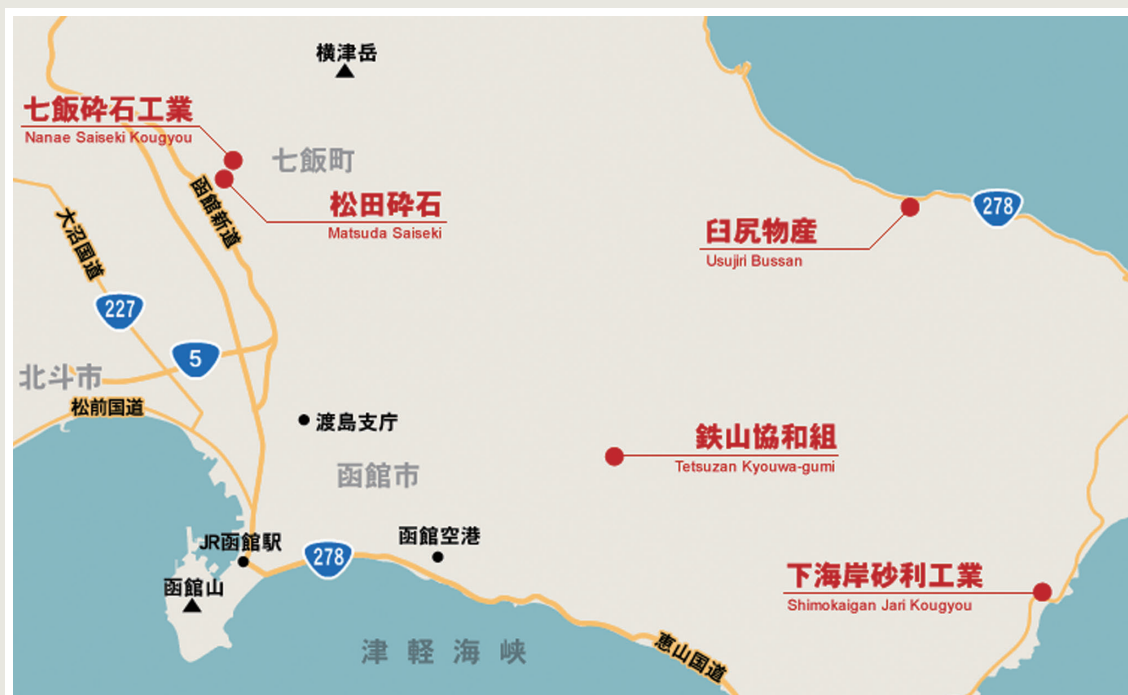 横津岳
七飯砕石工業
Nanae Saiseki Kougyou
七飯町
函館新道
松田砕石
Matsuda Saiseki
大沼国道
臼尻物産
Usujiri Bussan
278
227
5
北斗市
松前国道
渡島支庁
鉄山協和組
Tetsuzan Kyouwa-gumi
函館市
JR函館駅
278
函館空港
函館山
下海岸砂利工業
Shimokaigan Jari Kougyou
津軽海峡
恵山国道